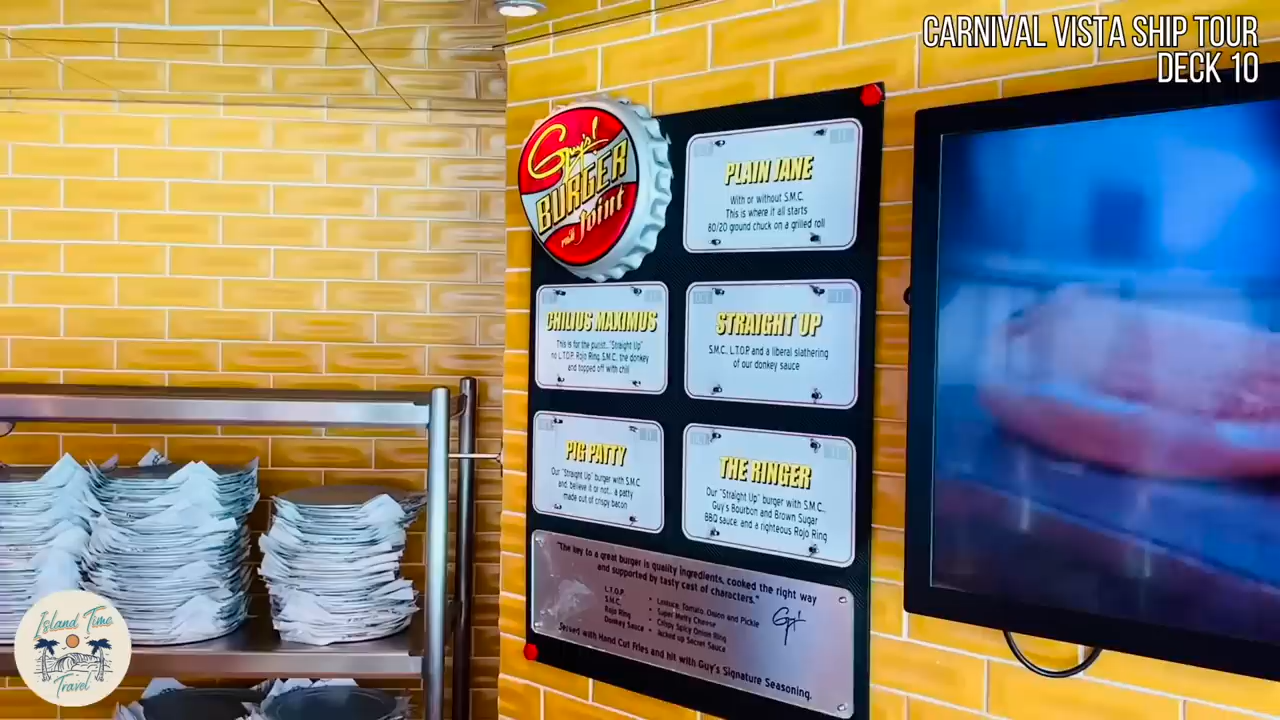 CARNIVAL VISTA SHIP TOUR
DECK 10
Guy's!
BURGER
Joint
PLAIN JANE
With or without S.M.C.
This is where it all starts
80/20 ground chuck on a grilled roll
CHILIUS MAXIMUS
This is for the purist.. "Straight Up"
no L.T.O.P. Rojo Ring, S.M.C. the donkey
and topped off with chili
STRAIGHT UP
S.M.C., L.T.O.P. and a liberal slathering
of our donkey sauce
PIG PATTY
Our "Straight Up" burger with S.M.C.
and, believe it or not... a patty
made out of crispy bacon
THE RINGER
Our "Straight Up" burger with S.M.C.,
Guy's Bourbon and Brown Sugar
BBQ sauce, and a righteous Rojo Ring
"The key to a great burger is quality ingredients, cooked the right way
and supported by tasty cast of characters."
L.T.O.P. • Lettuce, Tomato, Onion and Pickle
S.M.C. • Super Melty Cheese
Rojo Ring • Crispy Spicy Onion Ring
Donkey Sauce • Jacked up Secret Sauce
Served with Hand Cut Fries and hit with Guy's Signature Seasoning.
Island Time
Travel